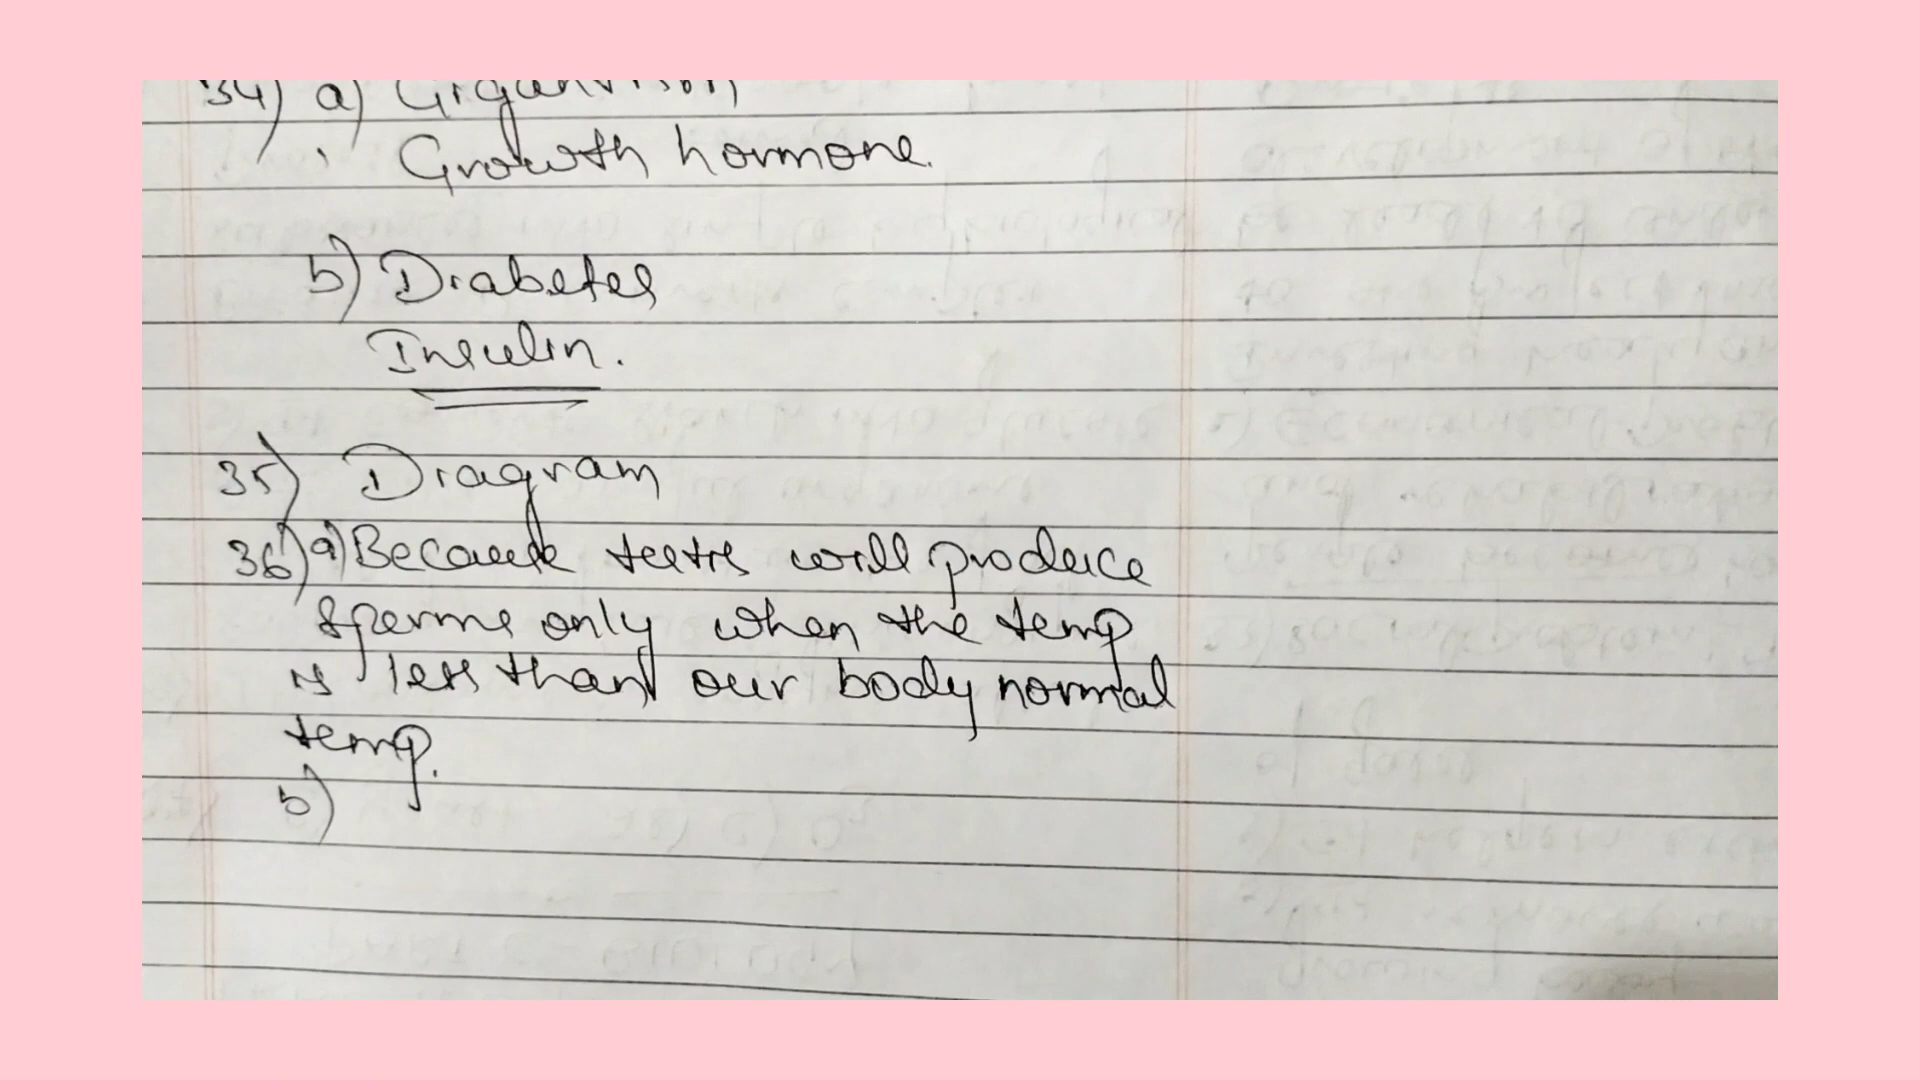 34) a) Gigantism
Growth hormone.
b) Diabetes
Insulin.
35) Diagram
36) a) Because testis will produce
sperms only when the temp
is less than our body normal
temp.
b)